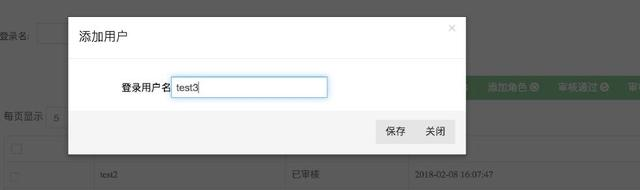 添加用户
×
登录名:
登录用户名 test3
添加角色 审核通过
每页显示 5
保存 关闭
test2 已审核 2018-02-08 16:07:47